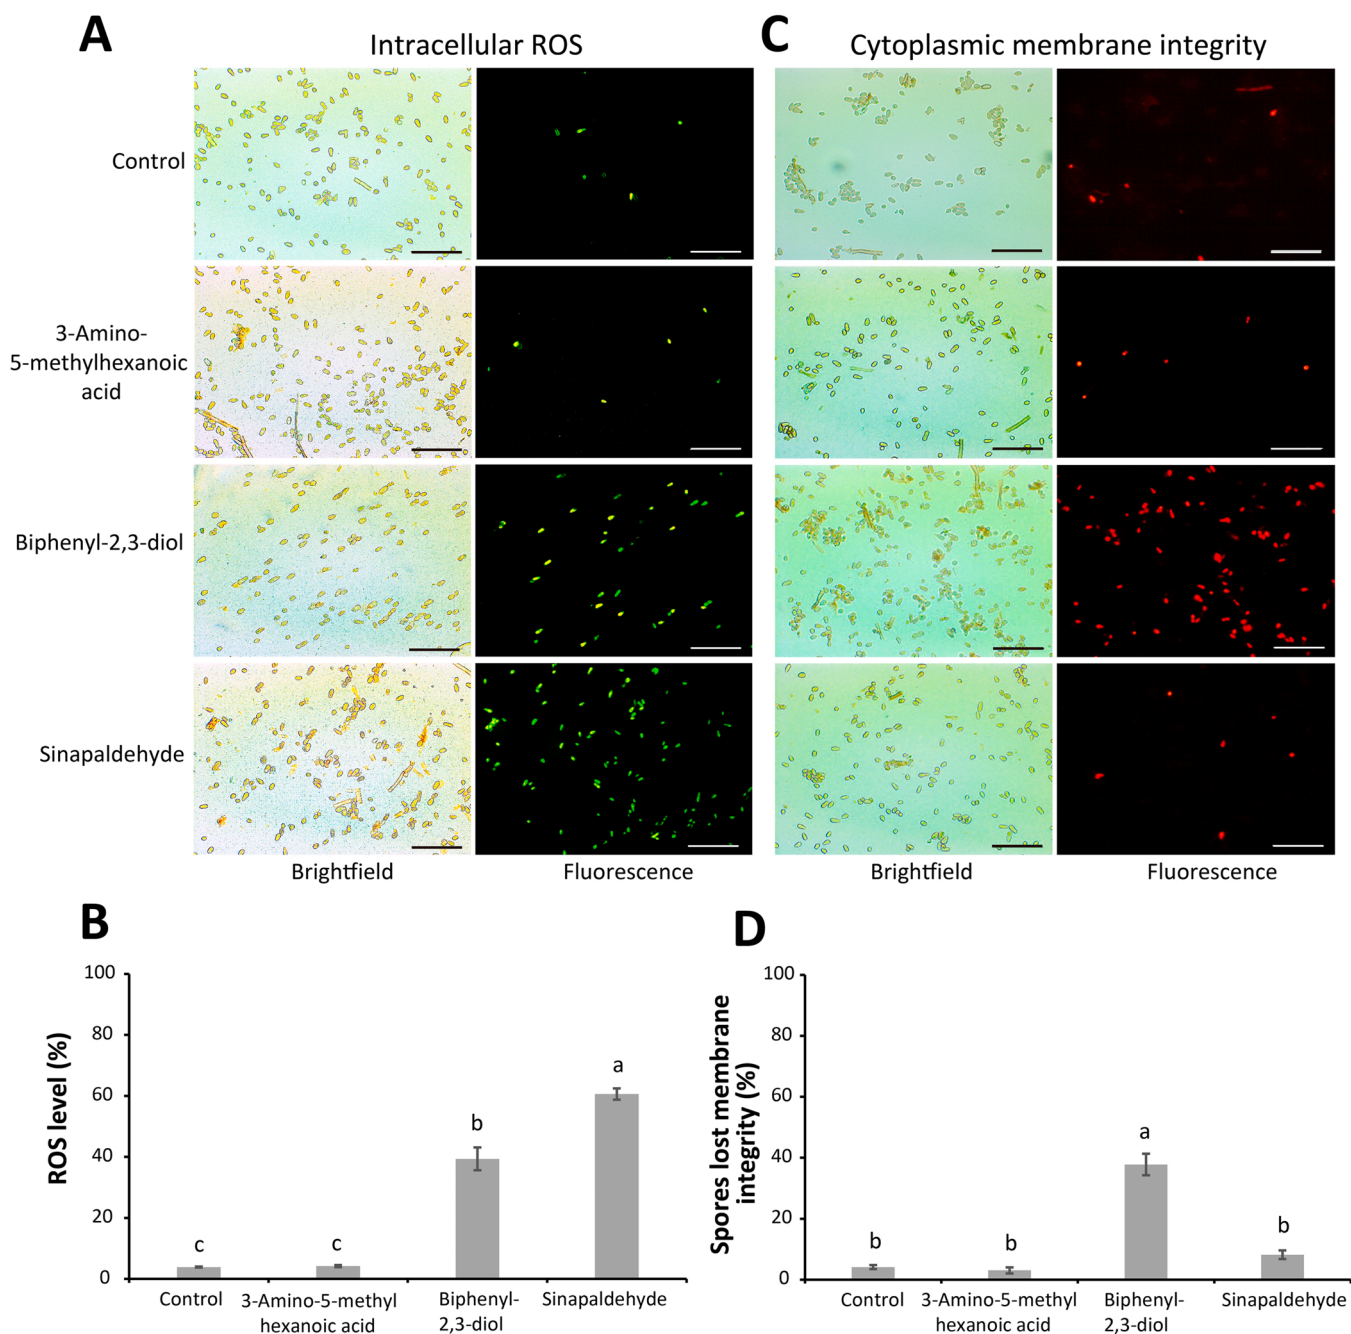 A
Intracellular ROS
C
Cytoplasmic membrane integrity
Control
3-Amino-
5-methylhexanoic
acid
Biphenyl-2,3-diol
Sinapaldehyde
Brightfield
Fluorescence
Brightfield
Fluorescence
B
ROS level (%)
100
80
60
40
20
0
c
c
b
a
Control
3-Amino-5-methyl
hexanoic acid
Biphenyl-
2,3-diol
Sinapaldehyde
D
Spores lost membrane
integrity (%)
100
80
60
40
20
0
b
b
a
b
Control
3-Amino-5-methyl
hexanoic acid
Biphenyl-
2,3-diol
Sinapaldehyde